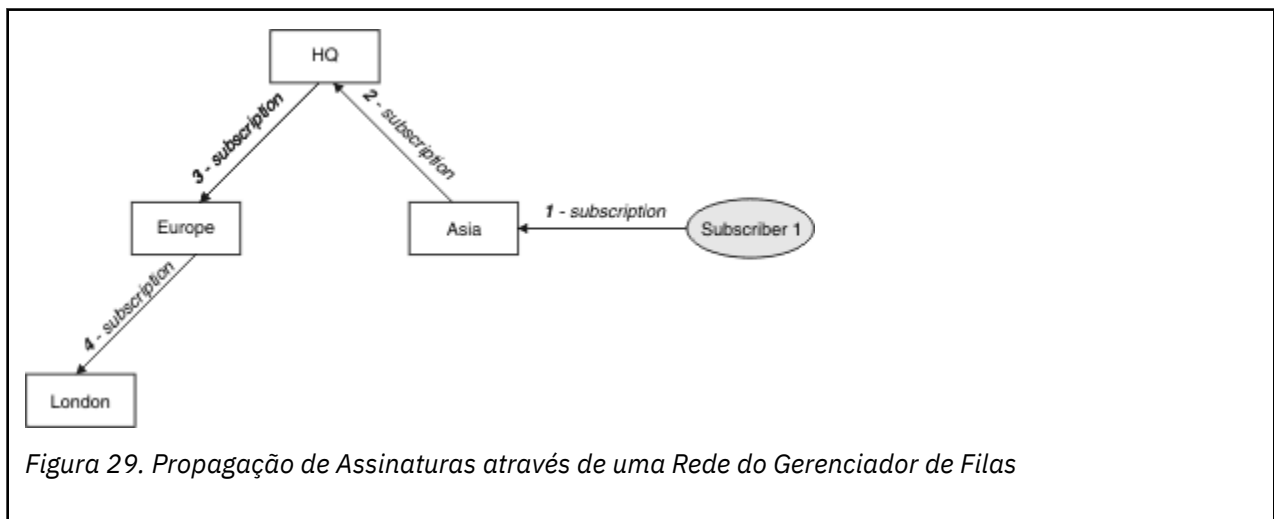 HQ
3 - subscription
2 - subscription
Europe
Asia
1 - subscription
Subscriber 1
4 - subscription
London
Figura 29. Propagação de Assinaturas através de uma Rede do Gerenciador de Filas